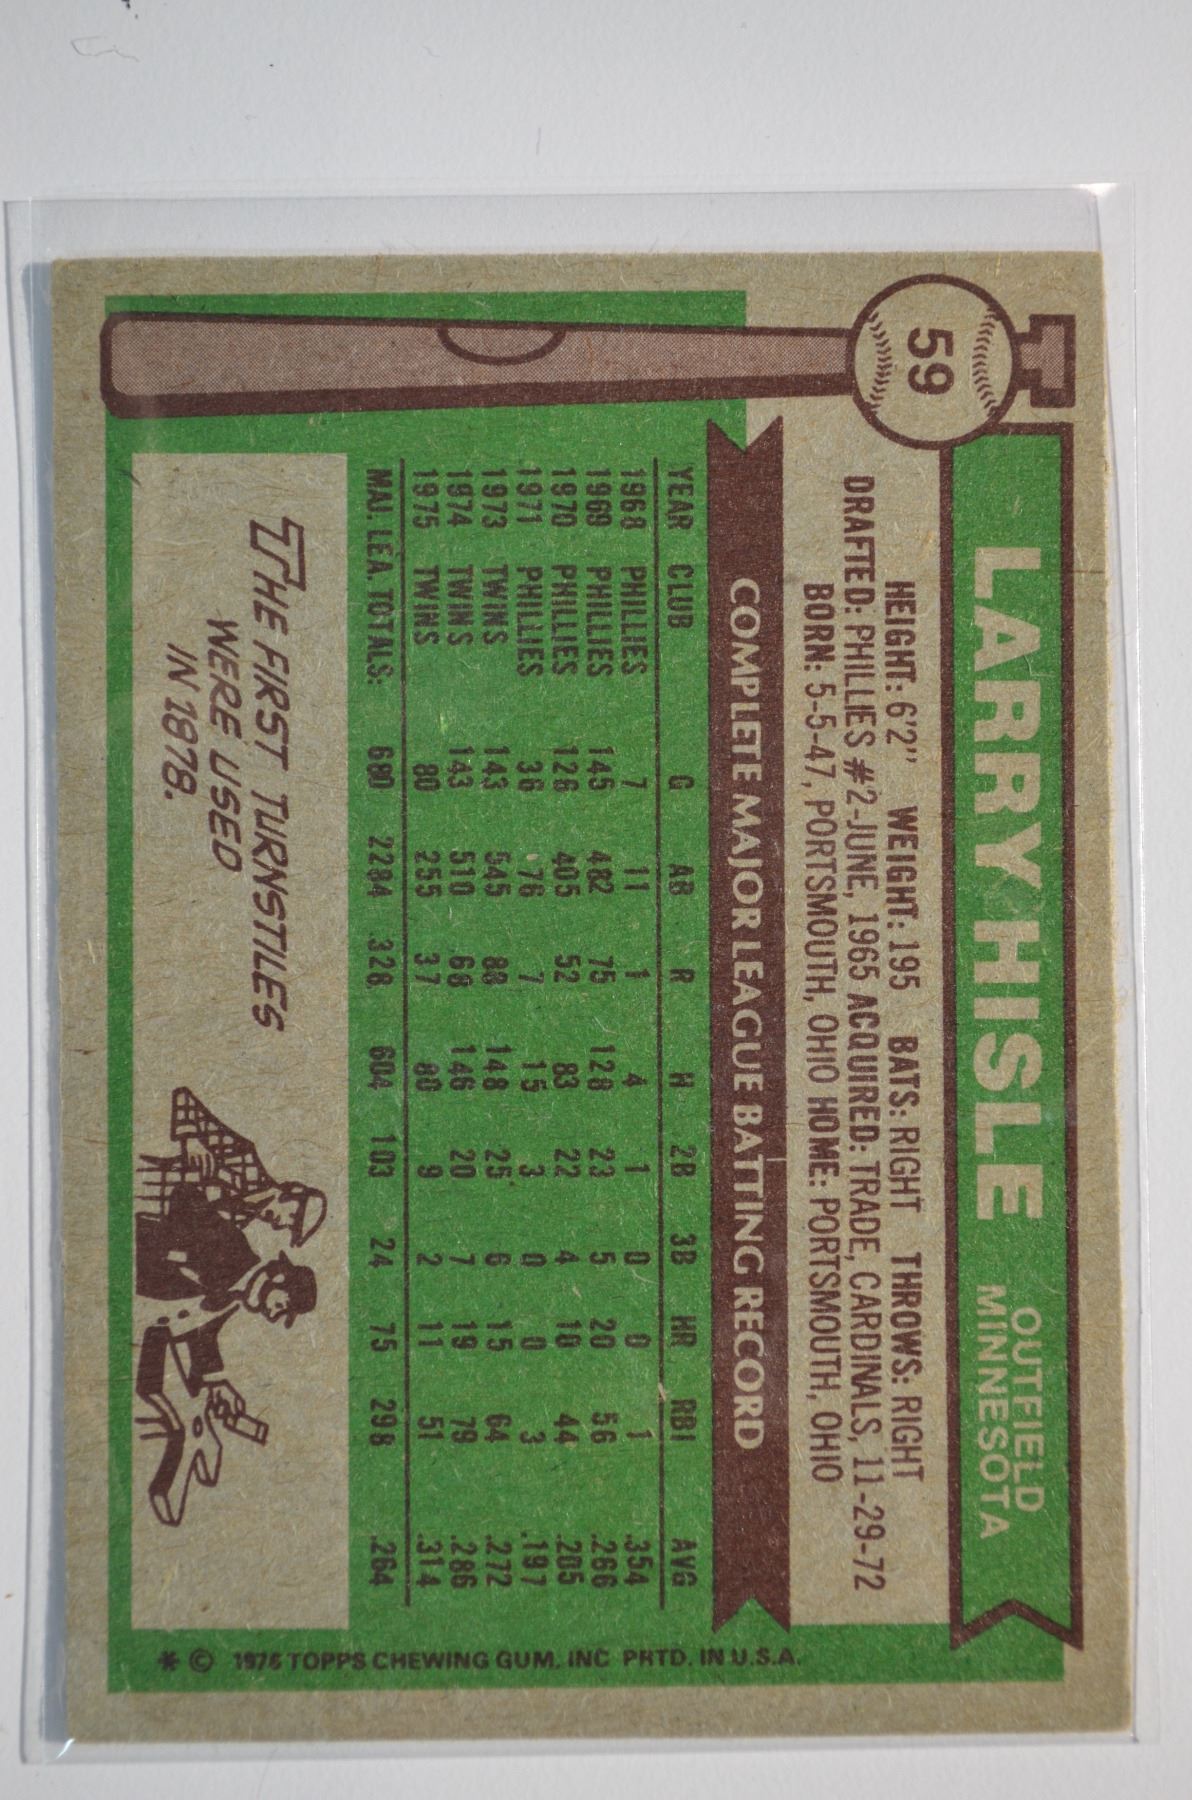 59
LARRY HISLE
OUTFIELD
MINNESOTA
HEIGHT: 6'2" WEIGHT: 195 BATS: RIGHT THROWS: RIGHT
DRAFTED: PHILLIES #2-JUNE, 1965 ACQUIRED: TRADE, CARDINALS, 11-29-72
BORN: 5-5-47, PORTSMOUTH, OHIO HOME: PORTSMOUTH, OHIO
COMPLETE MAJOR LEAGUE BATTING RECORD
YEAR CLUB G AB R H 2B 3B HR RBI AVG
1968 PHILLIES 7 11 1 4 1 0 0 1 .354
1969 PHILLIES 145 482 75 128 23 5 20 56 .266
1970 PHILLIES 126 405 52 83 22 4 10 44 .205
1971 PHILLIES 36 76 7 15 3 0 0 3 .197
1973 TWINS 143 545 88 148 25 6 15 64 .272
1974 TWINS 143 510 68 146 20 7 19 79 .286
1975 TWINS 80 255 37 80 9 2 11 51 .314
MAJ. LEA. TOTALS: 680 2284 328 604 103 24 75 298 .264
THE FIRST TURNSTILES
WERE USED
IN 1878.
* © 1976 TOPPS CHEWING GUM, INC PRTD. IN U.S.A.